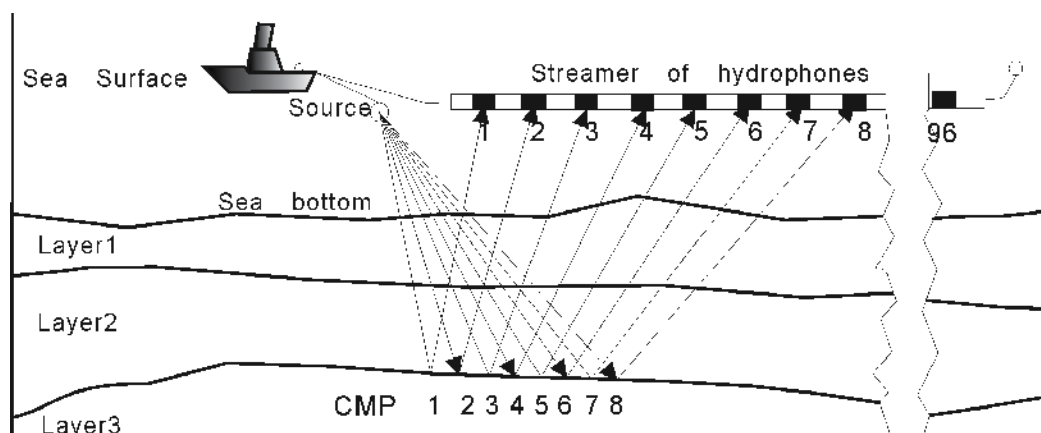 Sea Surface
Streamer of hydrophones
Source
1 2 3 4 5 6 7 8 96
Sea bottom
Layer1
Layer2
CMP 1 2 3 4 5 6 7 8
Layer3